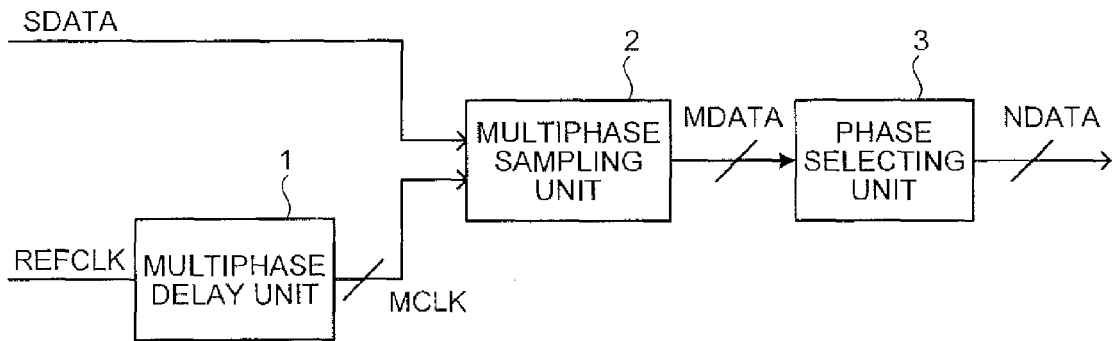 SDATA
2
3
MULTIPHASE
SAMPLING
UNIT
MDATA
PHASE
SELECTING
UNIT
NDATA
1
REFCLK
MULTIPHASE
DELAY UNIT
MCLK